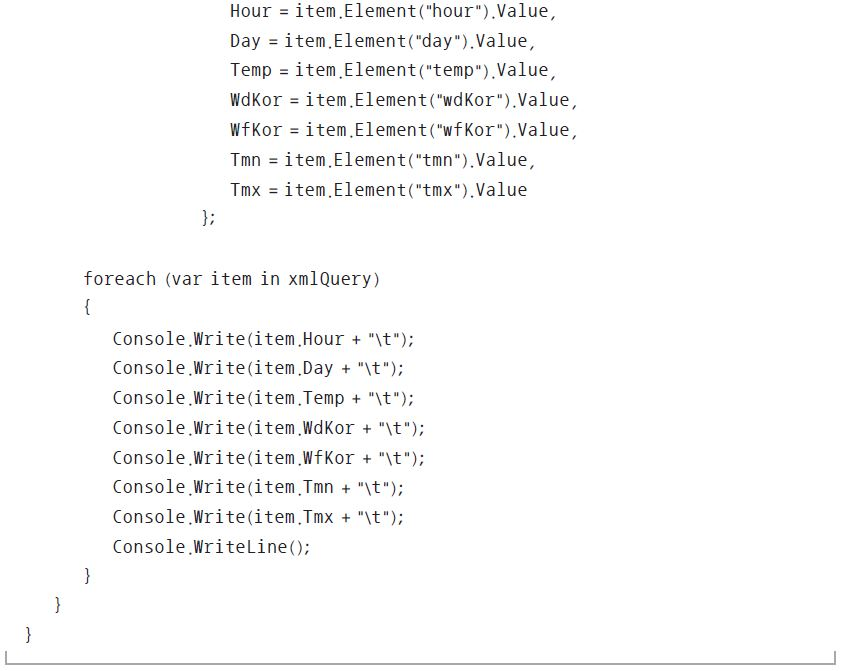 Hour = item.Element("hour").Value,
Day = item.Element("day").Value,
Temp = item.Element("temp").Value,
WdKor = item.Element("wdKor").Value,
WfKor = item.Element("wfKor").Value,
Tmn = item.Element("tmn").Value,
Tmx = item.Element("tmx").Value
};
foreach (var item in xmlQuery)
{
Console.Write(item.Hour + "\t");
Console.Write(item.Day + "\t");
Console.Write(item.Temp + "\t");
Console.Write(item.WdKor + "\t");
Console.Write(item.WfKor + "\t");
Console.Write(item.Tmn + "\t");
Console.Write(item.Tmx + "\t");
Console.WriteLine();
}
}
}